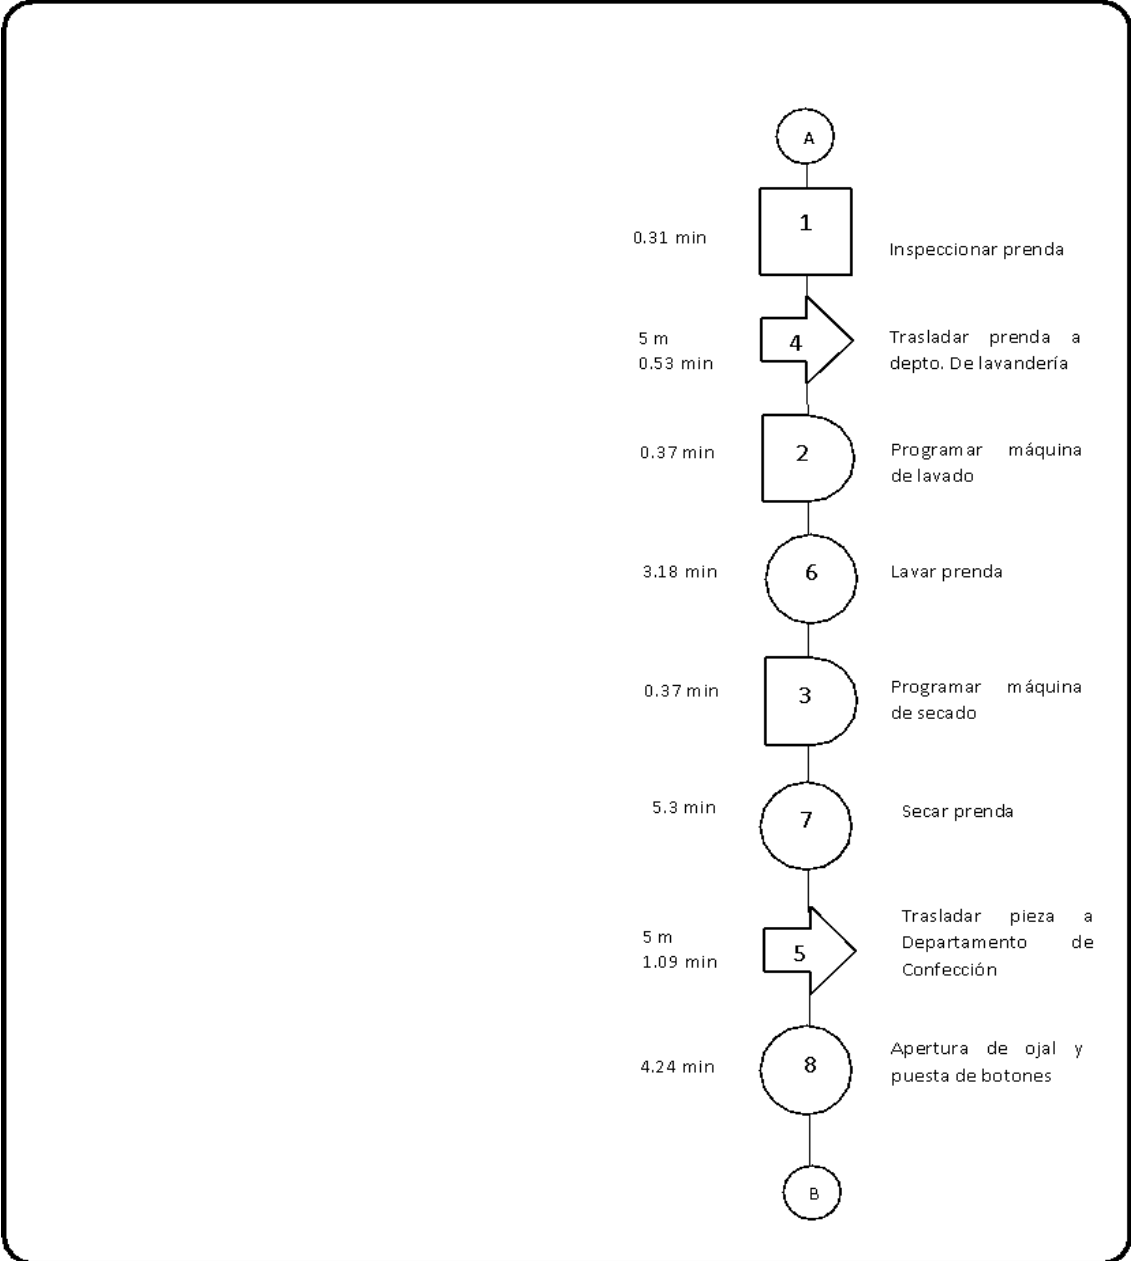 A
1
0.31 min
Inspeccionar prenda
5 m
0.53 min
4
Trasladar prenda a
depto. De lavandería
0.37 min
2
Programar máquina
de lavado
3.18 min
6
Lavar prenda
0.37 min
3
Programar máquina
de secado
5.3 min
7
Secar prenda
5 m
1.09 min
5
Trasladar pieza a
Departamento de
Confección
4.24 min
8
Apertura de ojal y
puesta de botones
B